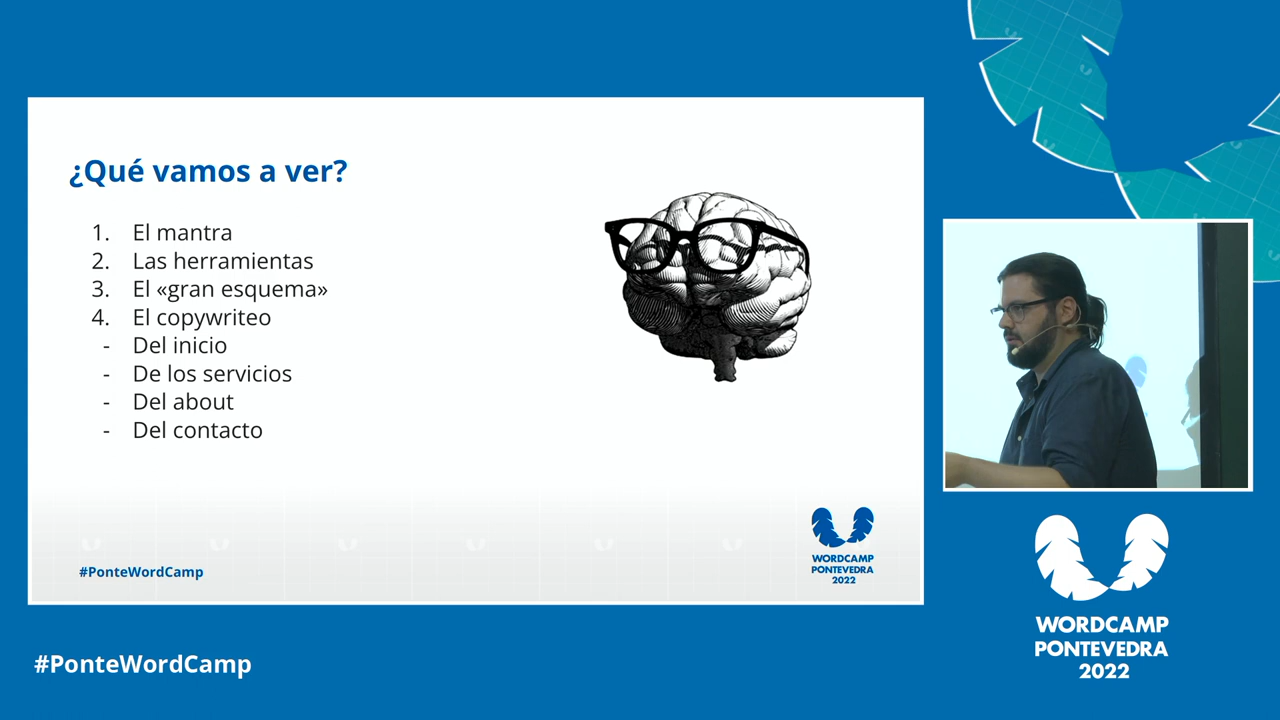 ¿Qué vamos a ver?
1. El mantra
2. Las herramientas
3. El «gran esquema»
4. El copywriteo
- Del inicio
- De los servicios
- Del about
- Del contacto
#PonteWordCamp
WORDCAMP
PONTEVEDRA
2022
#PonteWordCamp
WORDCAMP
PONTEVEDRA
2022